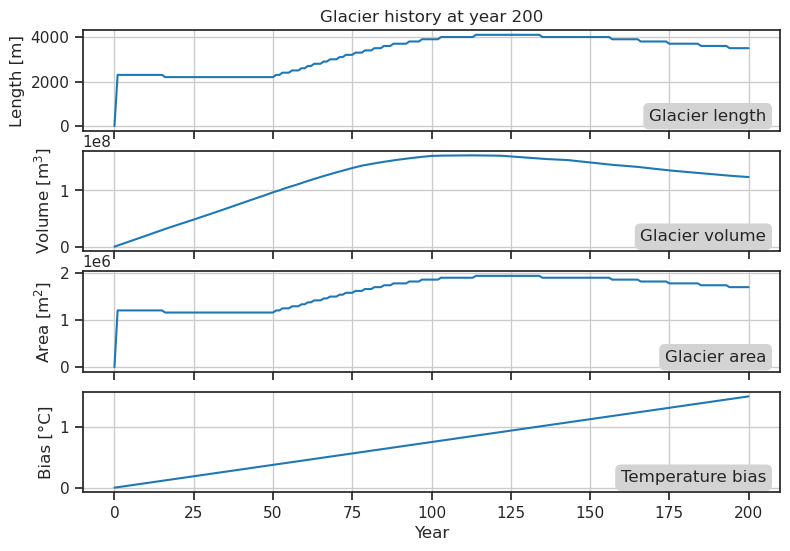 Glacier history at year 200
Length [m]
4000
2000
0
Glacier length
1e8
Volume [m³]
1
0
Glacier volume
1e6
Area [m²]
2
1
0
Glacier area
Bias [°C]
1
0
Temperature bias
0 25 50 75 100 125 150 175 200
Year